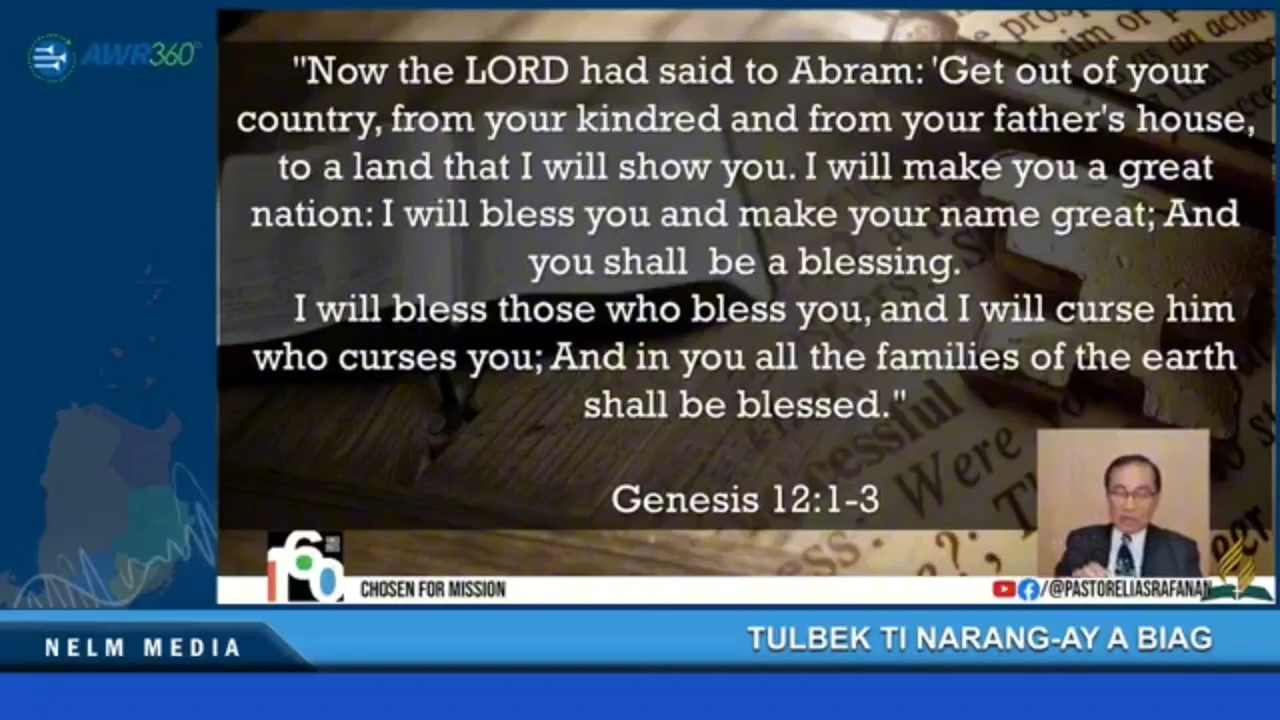 AWR360°
"Now the LORD had said to Abram: 'Get out of your
country, from your kindred and from your father's house,
to a land that I will show you. I will make you a great
nation: I will bless you and make your name great; And
you shall  be a blessing.
I will bless those who bless you, and I will curse him
who curses you; And in you all the families of the earth
shall be blessed."
Genesis 12:1-3
Were
160
CHOSEN FOR MISSION
/@PASTORELIASRAFANAN
NELM MEDIA
TULBEK TI NARANG-AY A BIAG